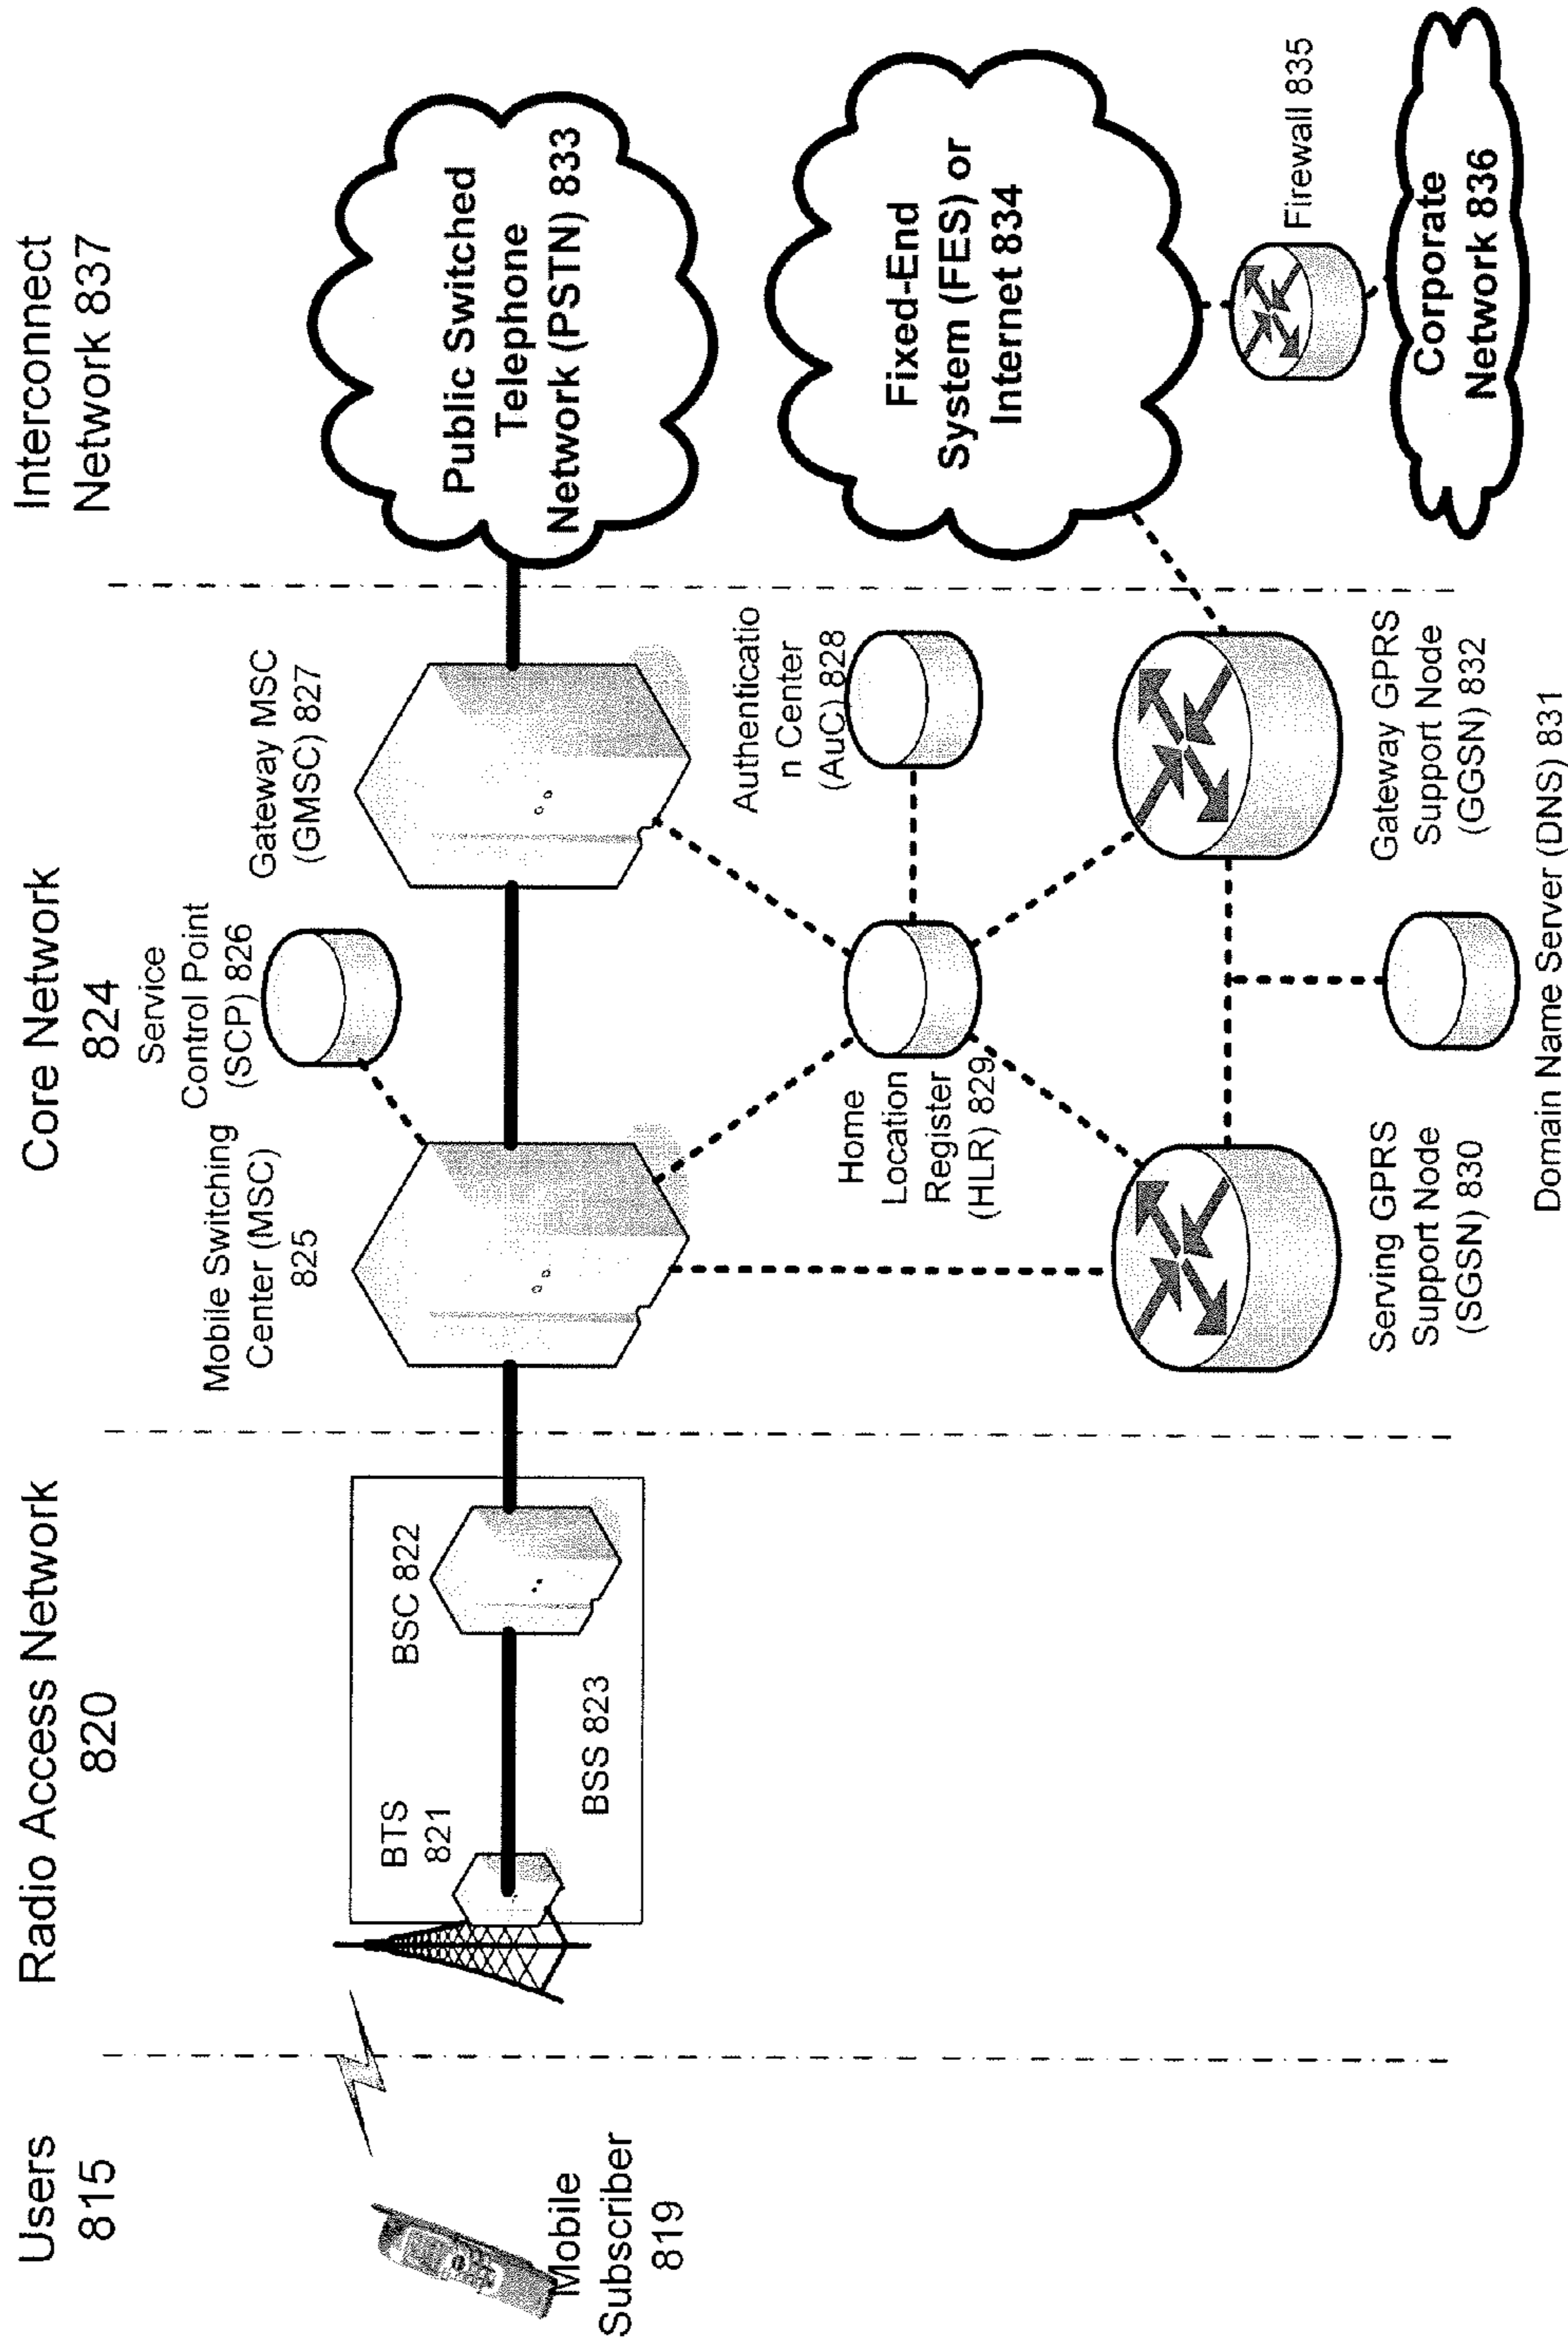 Users
815
Radio Access Network
820
Core Network
824
Interconnect
Network 837
Mobile
Subscriber
819
BTS
821
BSC 822
BSS 823
Mobile Switching
Center (MSC)
825
Service
Control Point
(SCP) 826
Gateway MSC
(GMSC) 827
Public Switched
Telephone
Network (PSTN) 833
Home
Location
Register
(HLR) 829
Authenticatio
n Center
(AuC) 828
Fixed-End
System (FES) or
Internet 834
Serving GPRS
Support Node
(SGSN) 830
Gateway GPRS
Support Node
(GGSN) 832
Domain Name Server (DNS) 831
Firewall 835
Corporate
Network 836